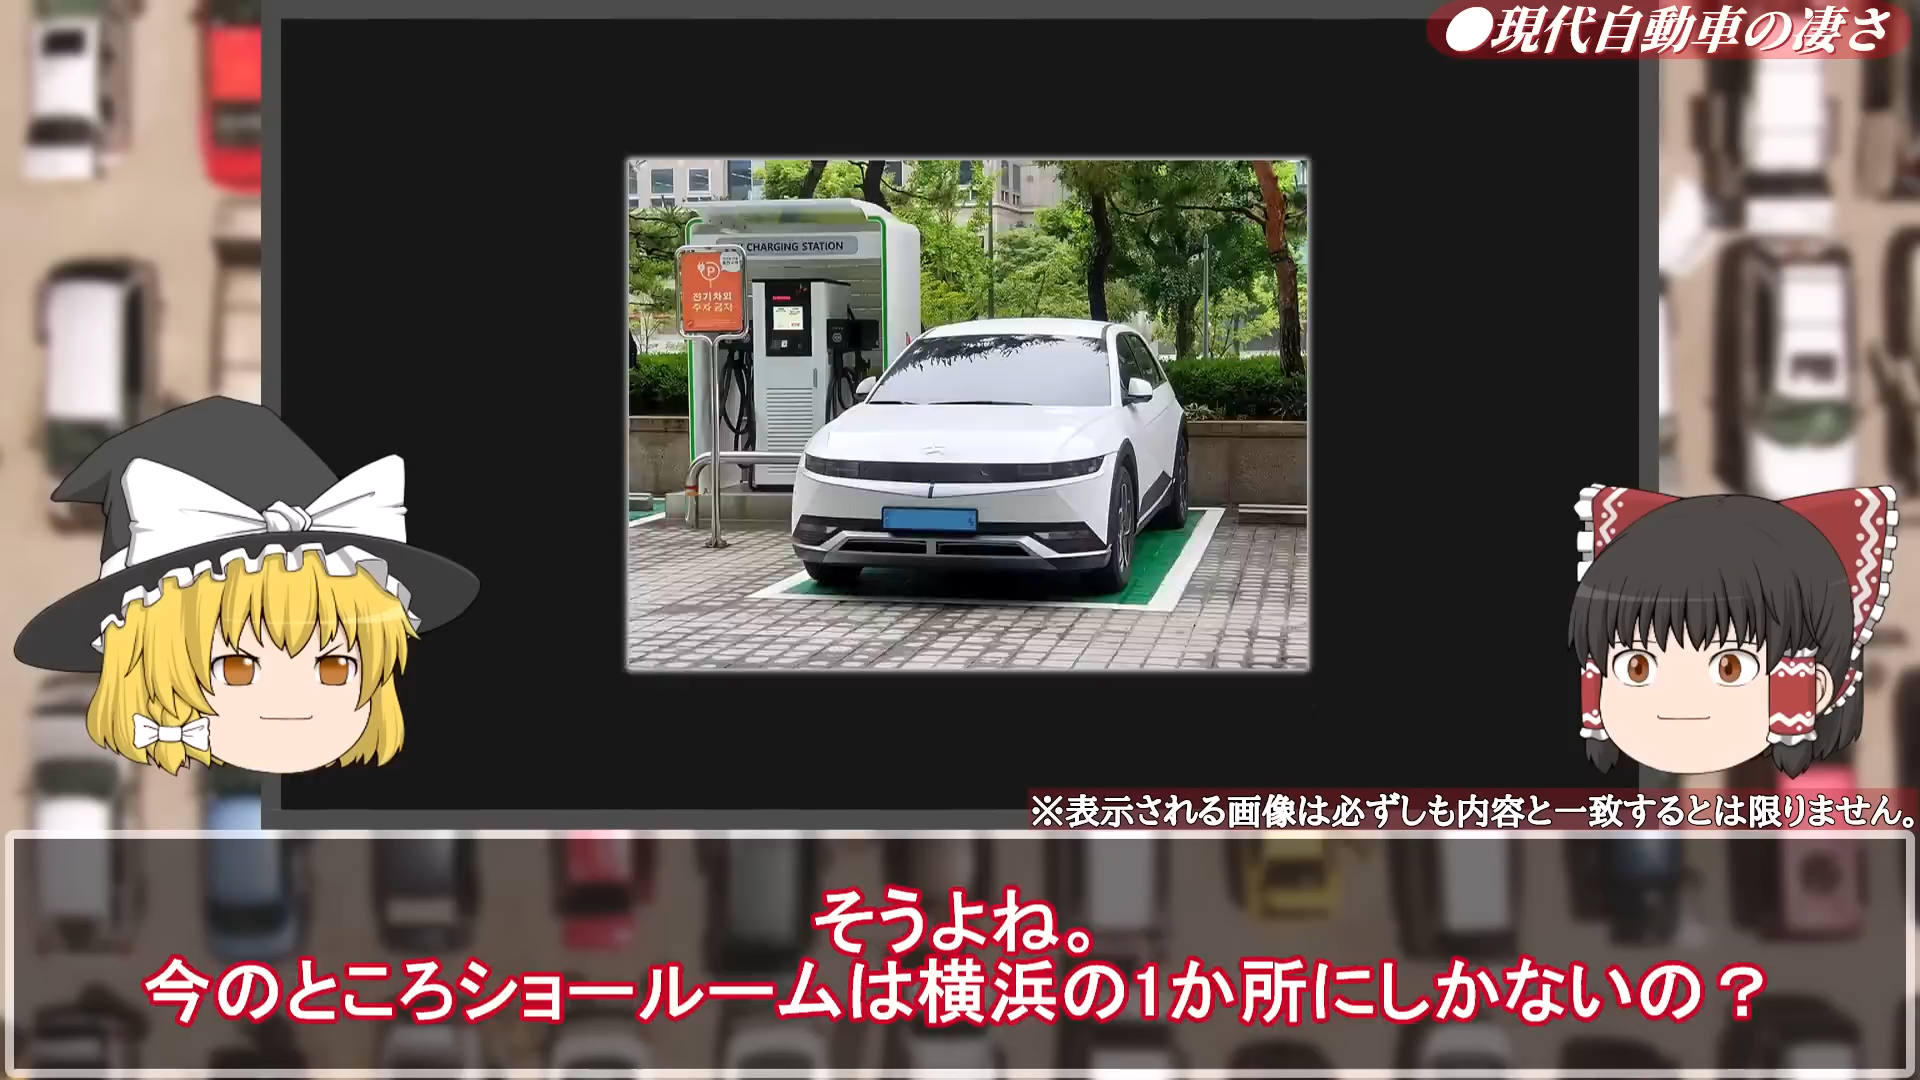 ●現代自動車の凄さ
CHARGING STATION
P
전기차외
주차 금지
※表示される画像は必ずしも内容と一致するとは限りません。
そうよね。
今のところショールームは横浜の1か所にしかないの？